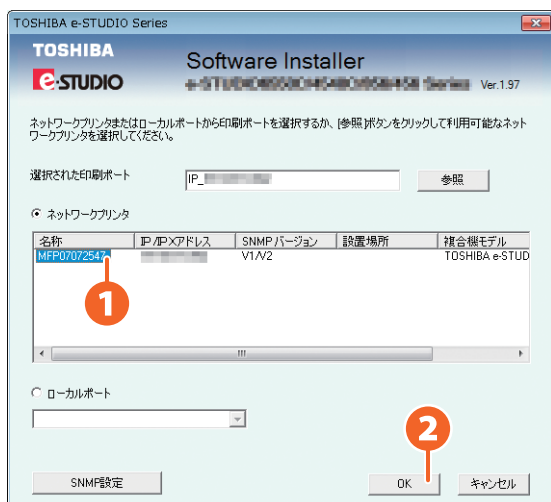 TOSHIBA e-STUDIO Series
TOSHIBA
e-STUDIO
Software Installer
Series Ver.1.97
ネットワークプリンタまたはローカルポートから印刷ポートを選択するか、[参照]ボタンをクリックして利用可能なネット
ワークプリンタを選択してください。
選択された印刷ポート IP_ 参照
ネットワークプリンタ
名称 IP/IPXアドレス SNMP バージョン 設置場所 複合機モデル
MFP07072547 V1/V2 TOSHIBA e-STUD
1
ローカルポート
2
SNMP設定 OK キャンセル